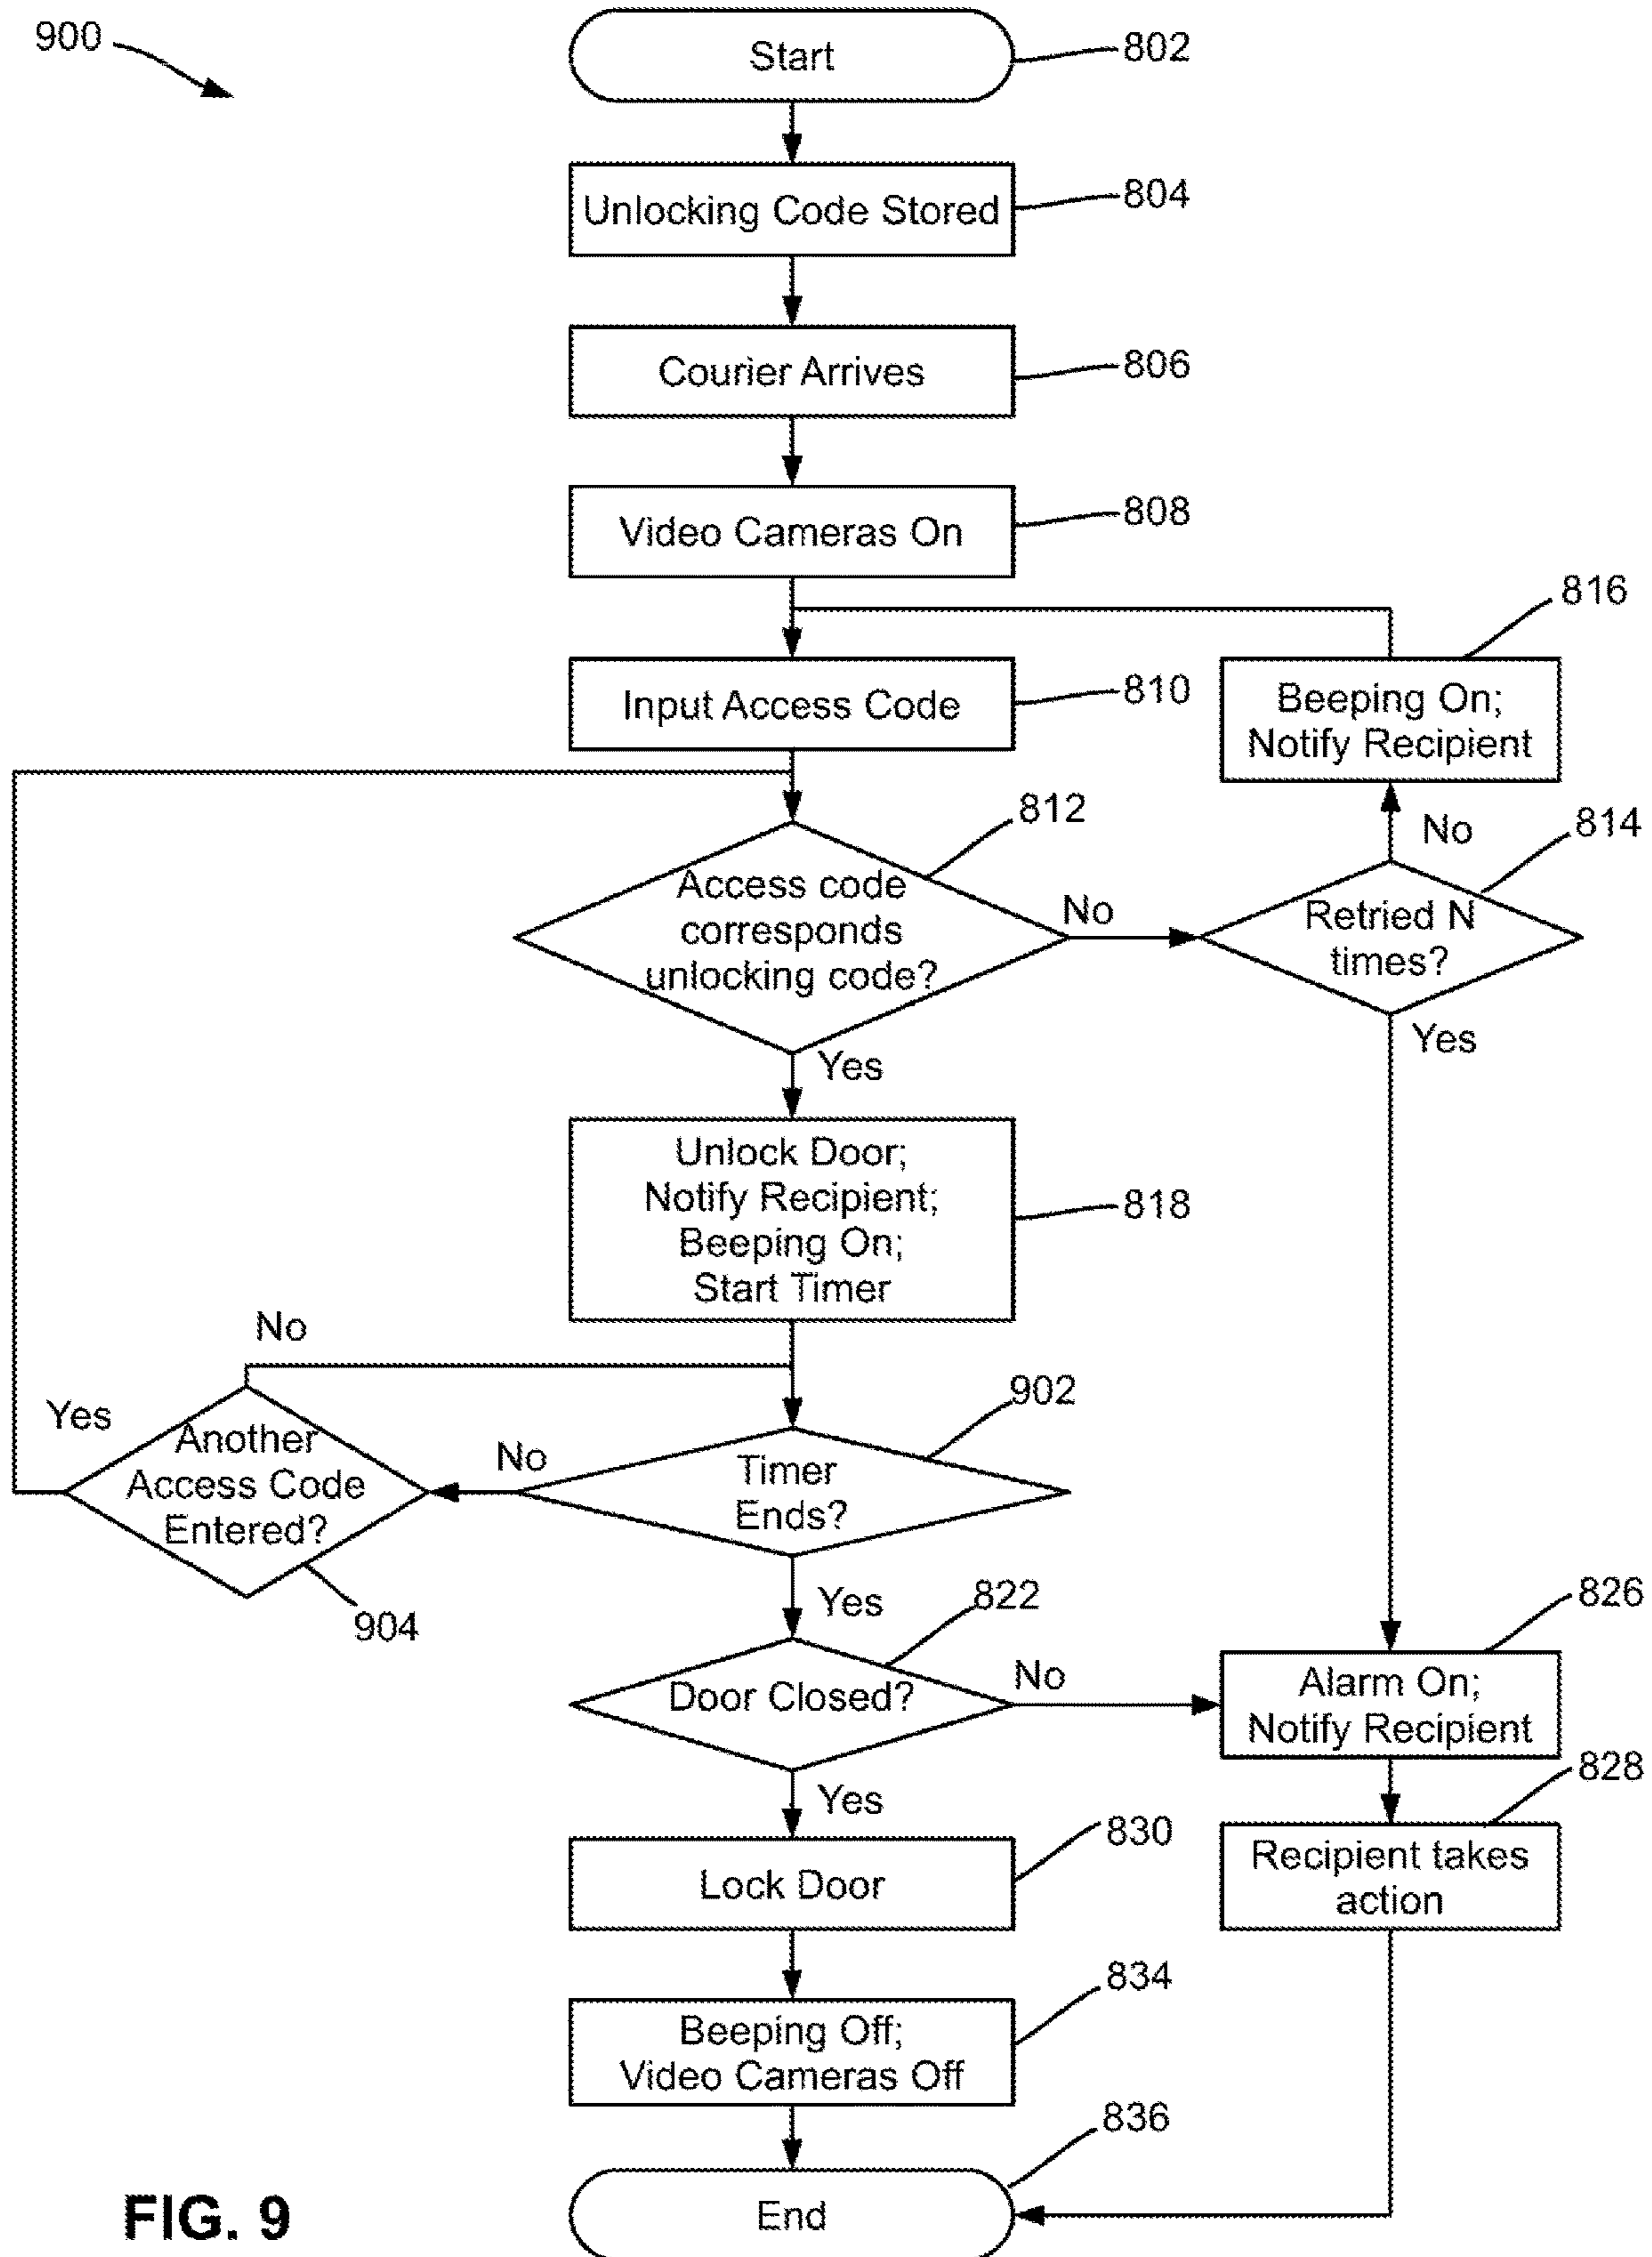 900
Start
802
Unlocking Code Stored
804
Courier Arrives
806
Video Cameras On
808
816
Input Access Code
810
Beeping On;
Notify Recipient
812
No
814
Access code
corresponds
unlocking code?
No
Retried N
times?
Yes
Yes
Unlock Door;
Notify Recipient;
Beeping On;
Start Timer
818
No
902
Yes
Another
Access Code
Entered?
No
Timer
Ends?
904
Yes
822
826
Door Closed?
No
Alarm On;
Notify Recipient
828
Yes
830
Lock Door
Recipient takes
action
834
Beeping Off;
Video Cameras Off
836
End
FIG. 9